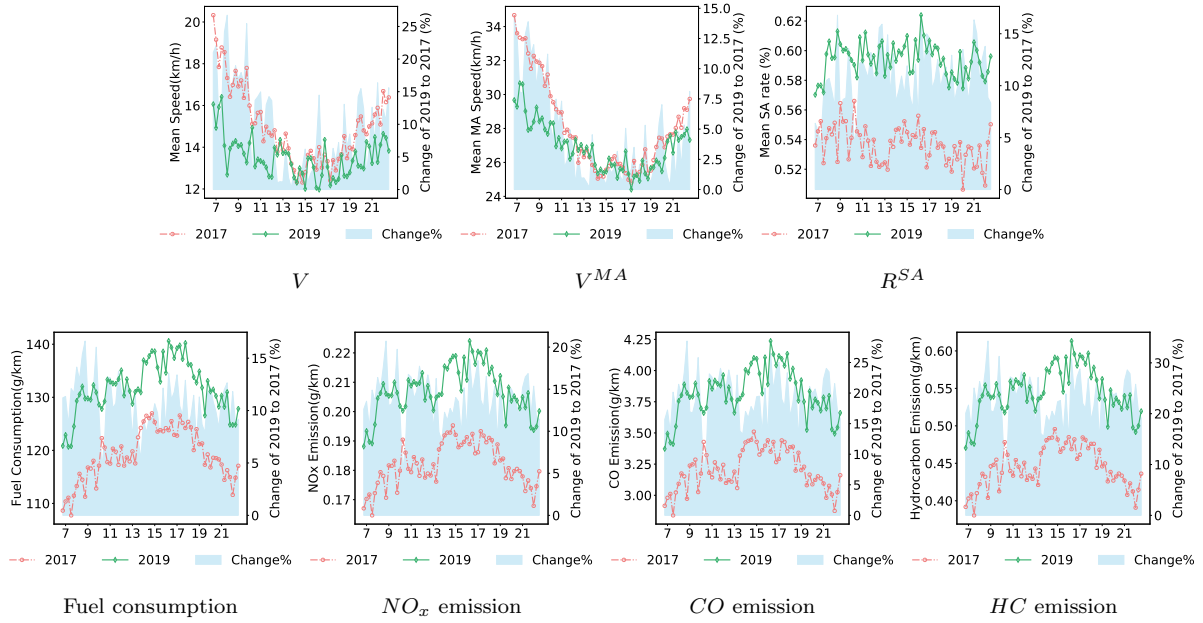 Mean Speed(km/h)
20
18
16
14
12
25
20
15
10
5
0
Change of 2019 to 2017 (%)
7 9 11 13 15 17 19 21
2017 2019 Change%
V
Mean MA Speed(km/h)
34
32
30
28
26
24
15.0
12.5
10.0
7.5
5.0
2.5
0.0
Change of 2019 to 2017 (%)
7 9 11 13 15 17 19 21
2017 2019 Change%
V^{MA}
Mean SA rate (%)
0.62
0.60
0.58
0.56
0.54
0.52
15
10
5
0
Change of 2019 to 2017 (%)
7 9 11 13 15 17 19 21
2017 2019 Change%
R^{SA}
Fuel Consumption(g/km)
140
130
120
110
15
10
5
0
Change of 2019 to 2017 (%)
7 9 11 13 15 17 19 21
2017 2019 Change%
Fuel consumption
NOx Emission(g/km)
0.22
0.21
0.20
0.19
0.18
0.17
20
15
10
5
0
Change of 2019 to 2017 (%)
7 9 11 13 15 17 19 21
2017 2019 Change%
NO_x emission
CO Emission(g/km)
4.25
4.00
3.75
3.50
3.25
3.00
25
20
15
10
5
0
Change of 2019 to 2017 (%)
7 9 11 13 15 17 19 21
2017 2019 Change%
CO emission
Hydrocarbon Emission(g/km)
0.60
0.55
0.50
0.45
0.40
30
20
10
0
Change of 2019 to 2017 (%)
7 9 11 13 15 17 19 21
2017 2019 Change%
HC emission